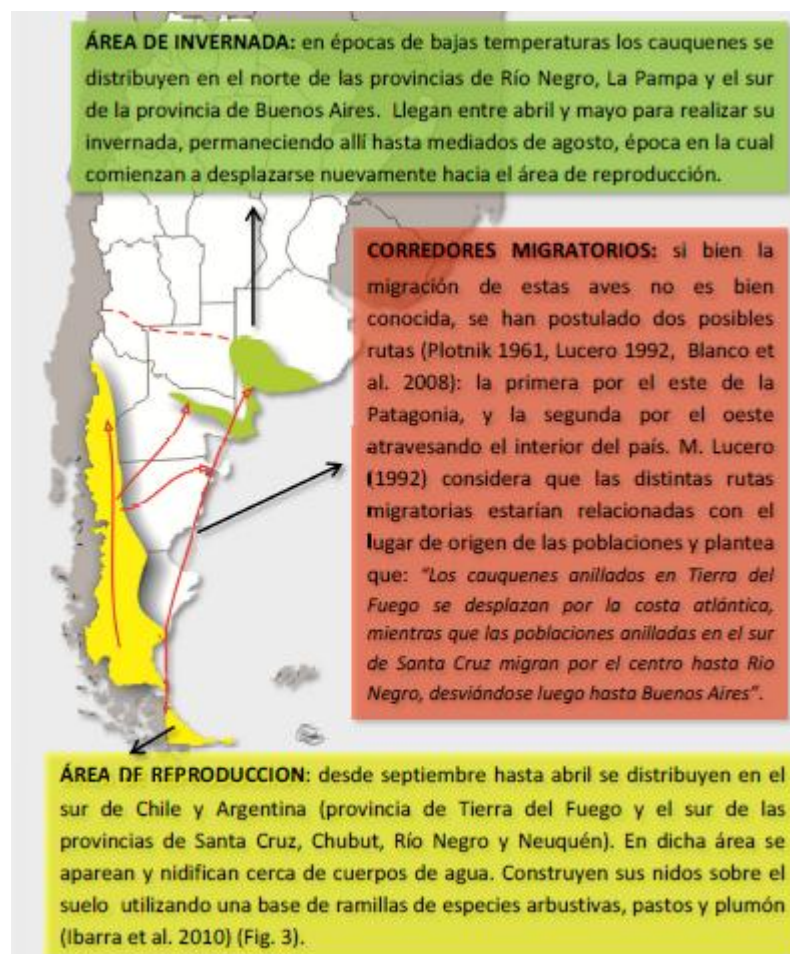 ÁREA DE INVERNADA: en épocas de bajas temperaturas los cauquenes se
distribuyen en el norte de las provincias de Río Negro, La Pampa y el sur
de la provincia de Buenos Aires. Llegan entre abril y mayo para realizar su
invernada, permaneciendo allí hasta mediados de agosto, época en la cual
comienzan a desplazarse nuevamente hacia el área de reproducción.
CORREDORES MIGRATORIOS: si bien la
migración de estas aves no es bien
conocida, se han postulado dos posibles
rutas (Plotnik 1961, Lucero 1992, Blanco et
al. 2008): la primera por el este de la
Patagonia, y la segunda por el oeste
atravesando el interior del país. M. Lucero
(1992) considera que las distintas rutas
migratorias estarían relacionadas con el
lugar de origen de las poblaciones y plantea
que: "Los cauquenes anillados en Tierra del
Fuego se desplazan por la costa atlántica,
mientras que las poblaciones anilladas en el sur
de Santa Cruz migran por el centro hasta Rio
Negro, desviándose luego hasta Buenos Aires".
ÁREA DE REPRODUCCION: desde septiembre hasta abril se distribuyen en el
sur de Chile y Argentina (provincia de Tierra del Fuego y el sur de las
provincias de Santa Cruz, Chubut, Río Negro y Neuquén). En dicha área se
aparean y nidifican cerca de cuerpos de agua. Construyen sus nidos sobre el
suelo utilizando una base de ramillas de especies arbustivas, pastos y plumón
(Ibarra et al. 2010) (Fig. 3).